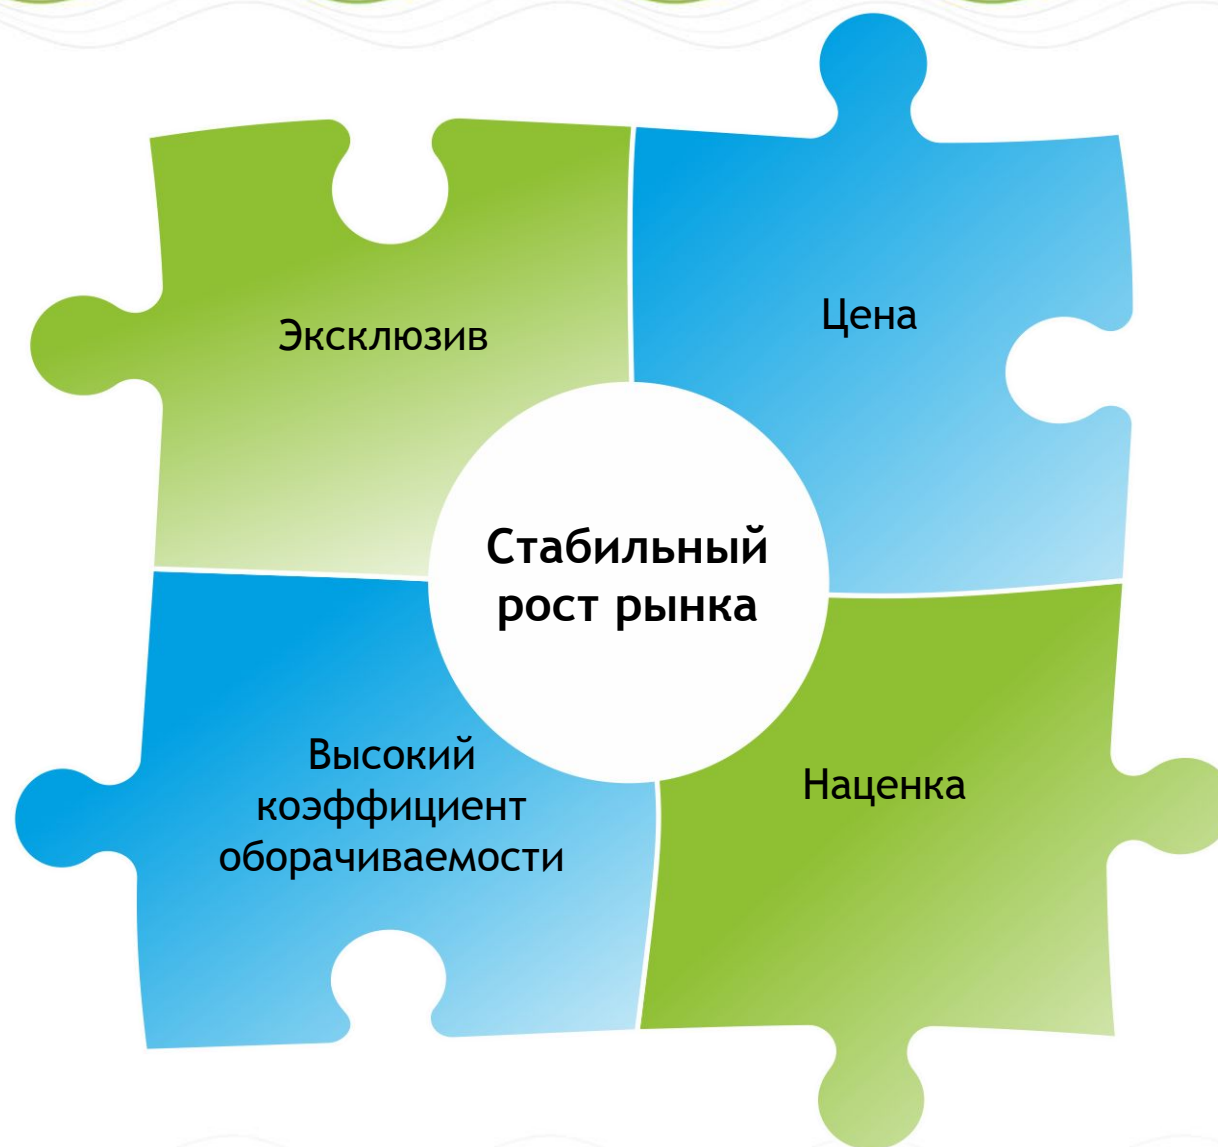 Эксклюзив
Цена
Стабильный
рост рынка
Высокий
коэффициент
оборачиваемости
Наценка